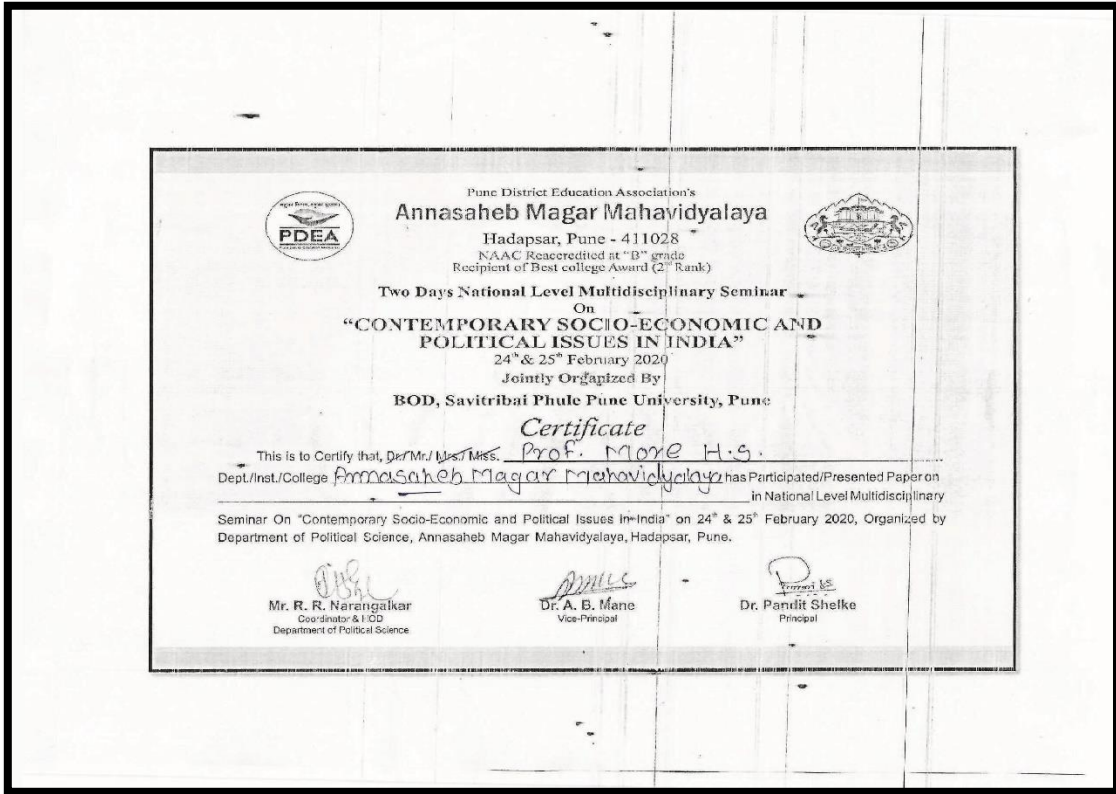 Pune District Education Association's
Annasaheb Magar Mahavidyalaya
Hadapsar, Pune - 411028
NAAC Reaccredited at "B" grade
Recipient of Best college Award (2nd Rank)
PDEA
Two Days National Level Multidisciplinary Seminar
On
"CONTEMPORARY SOCIO-ECONOMIC AND
POLITICAL ISSUES IN INDIA"
24th & 25th February 2020
Jointly Organized By
BOD, Savitribai Phule Pune University, Pune
Certificate
This is to Certify that, Dr./Mr./ Mrs./ Miss. Prof. More H.S.
Dept./Inst./College Annasaheb Magar Mahavidyalaya has Participated/Presented Paper on
in National Level Multidisciplinary
Seminar On "Contemporary Socio-Economic and Political Issues in India" on 24th & 25th February 2020, Organized by
Department of Political Science, Annasaheb Magar Mahavidyalaya, Hadapsar, Pune.
Mr. R. R. Narangalkar
Coordinator & HOD
Department of Political Science
Dr. A. B. Mane
Vice-Principal
Dr. Pandit Shelke
Principal